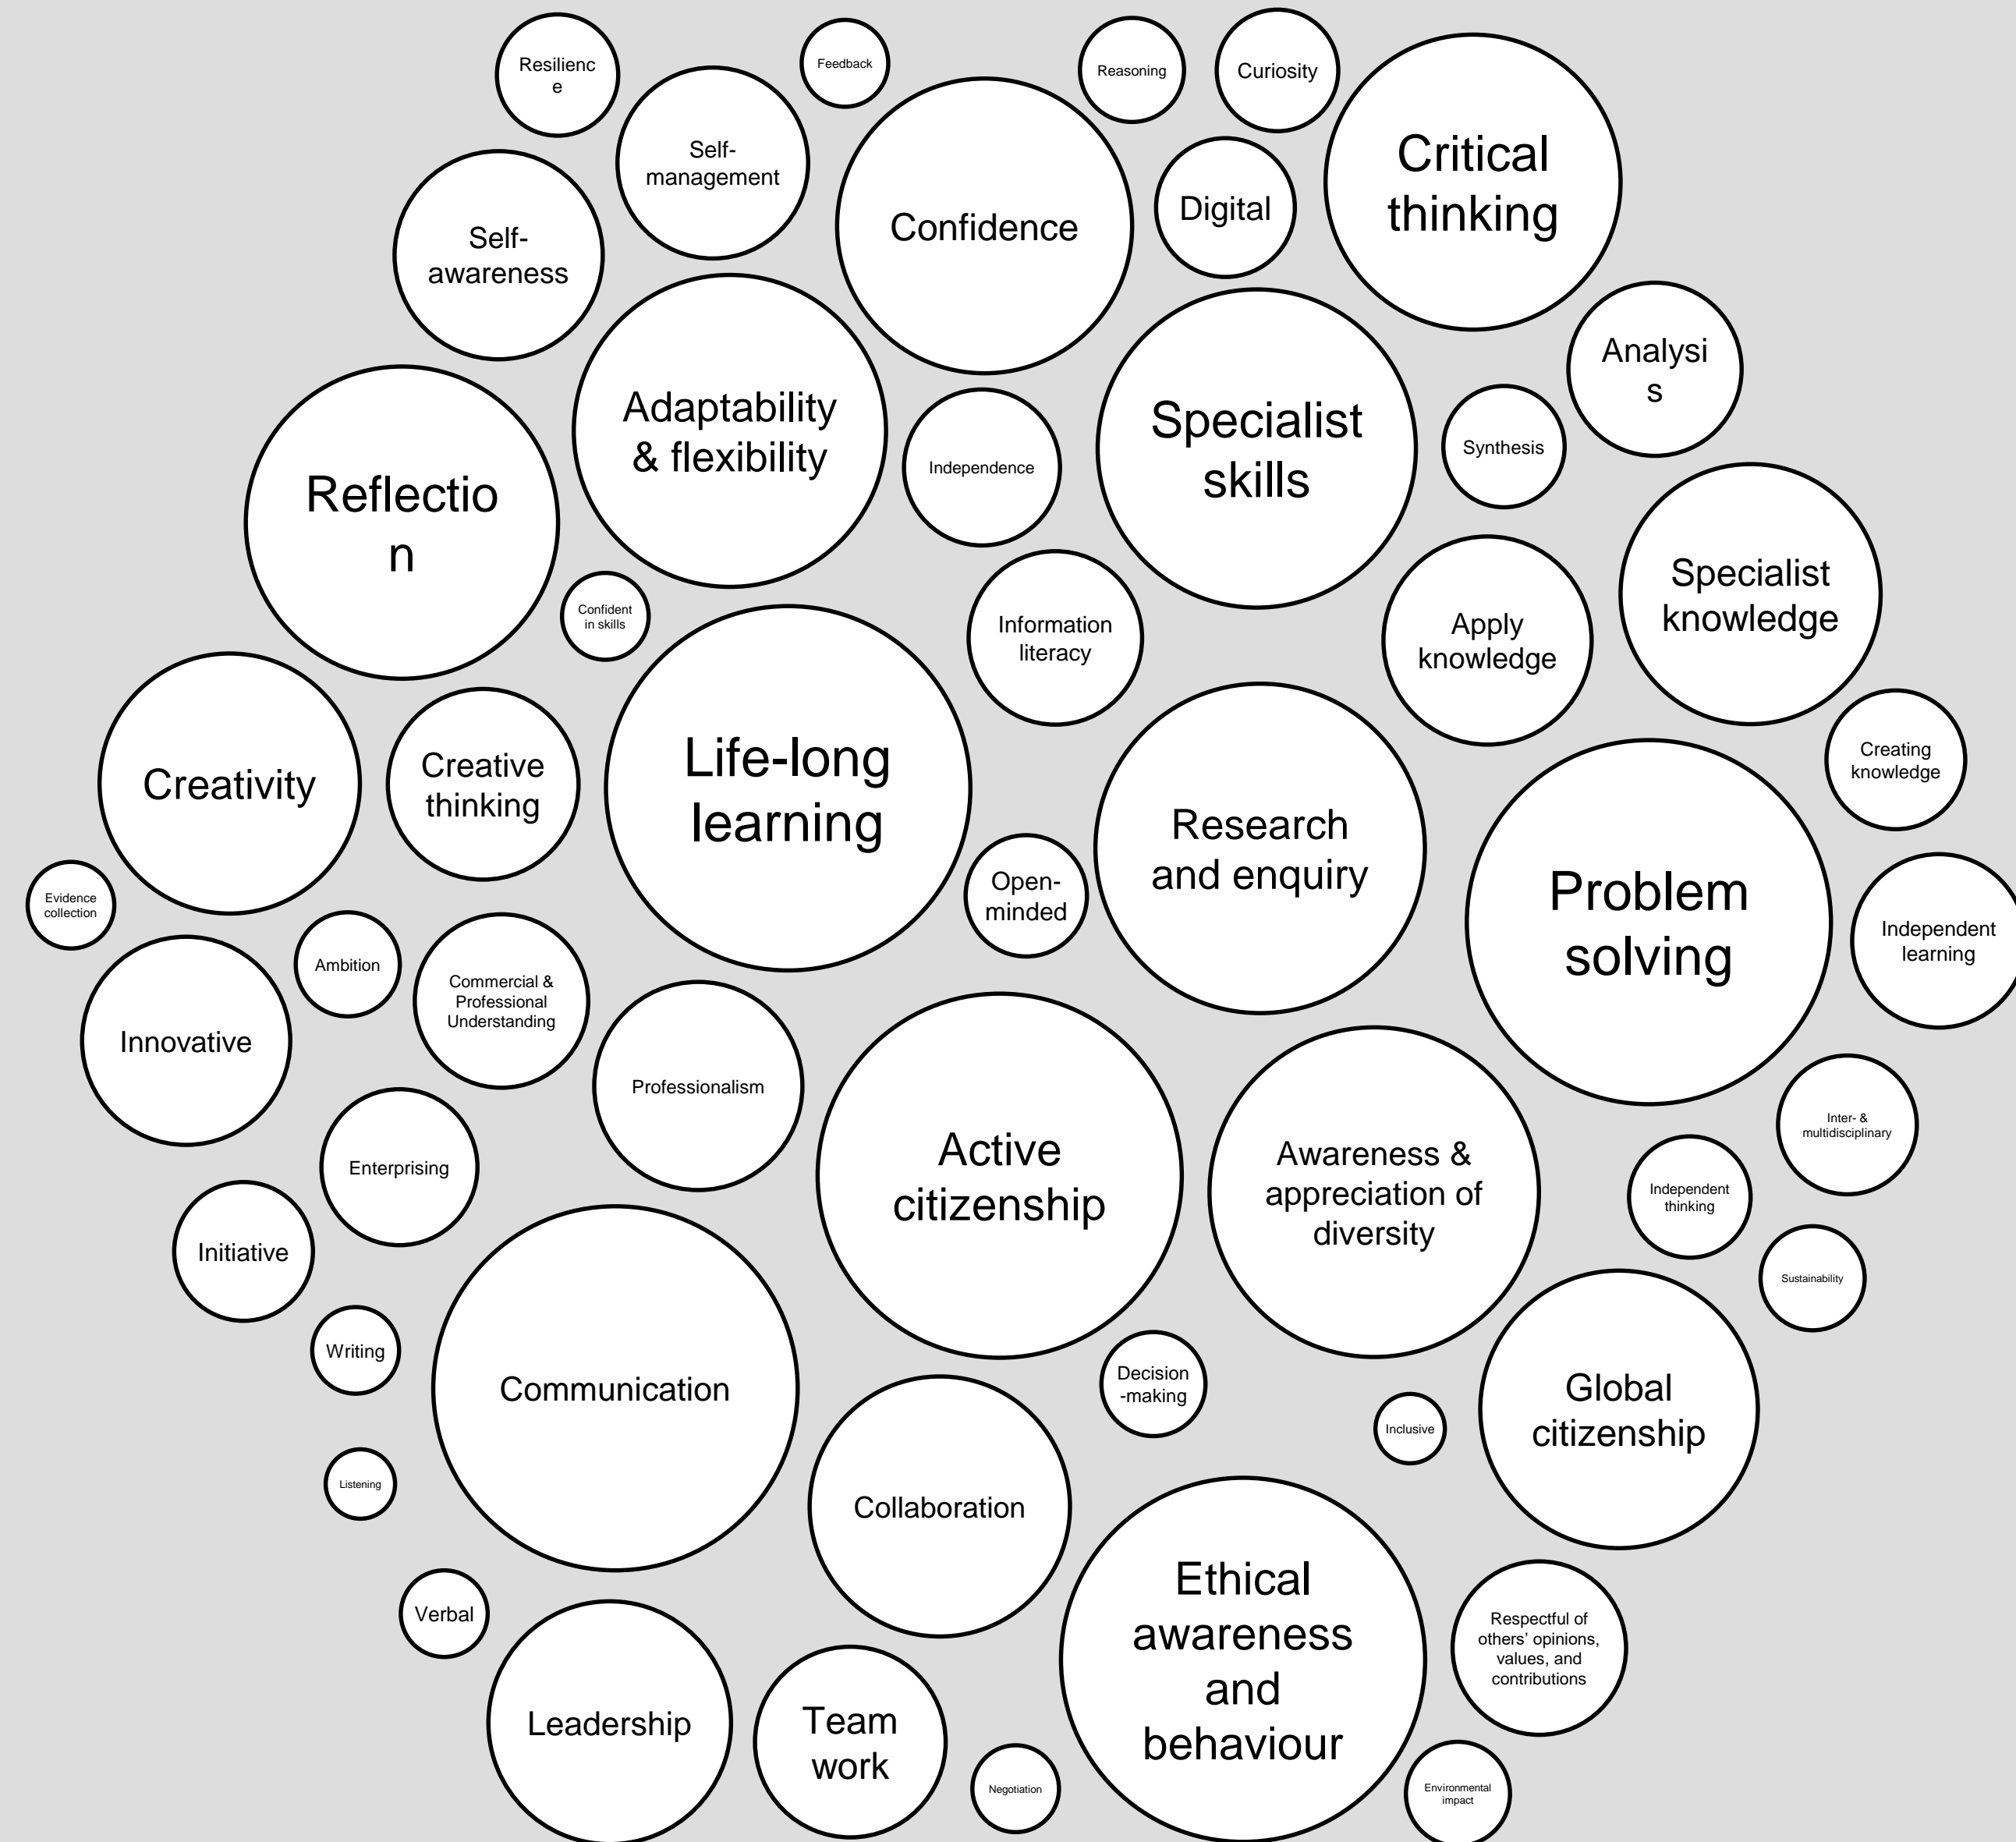 Resilienc
e
Feedback
Reasoning
Curiosity
Self-
management
Confidence
Digital
Critical
thinking
Self-
awareness
Adaptability
& flexibility
Specialist
skills
Analysi
s
Synthesis
Independence
Reflectio
n
Confident
in skills
Information
literacy
Apply
knowledge
Specialist
knowledge
Creativity
Creative
thinking
Life-long
learning
Research
and enquiry
Creating
knowledge
Evidence
collection
Open-
minded
Problem
solving
Independent
learning
Ambition
Commercial &
Professional
Understanding
Innovative
Professionalism
Active
citizenship
Awareness &
appreciation of
diversity
Inter- &
multidisciplinary
Enterprising
Independent
thinking
Initiative
Sustainability
Writing
Communication
Decision
-making
Inclusive
Global
citizenship
Listening
Collaboration
Verbal
Ethical
awareness
and
behaviour
Respectful of
others’ opinions,
values, and
contributions
Leadership
Team
work
Negotiation
Environmental
impact